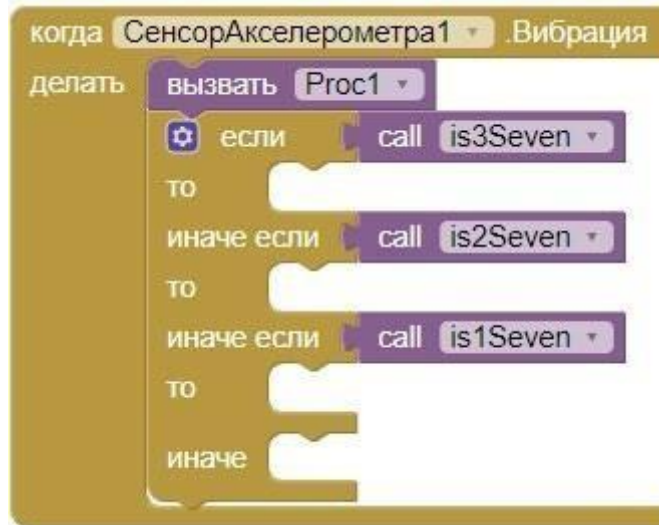 когда СенсорАкселерометра1 .Вибрация
делать вызвать Proc1
если call is3Seven
то
иначе если call is2Seven
то
иначе если call is1Seven
то
иначе